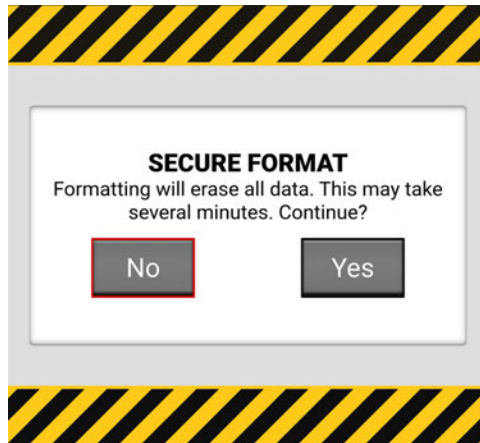 SECURE FORMAT
Formatting will erase all data. This may take
several minutes. Continue?
No Yes